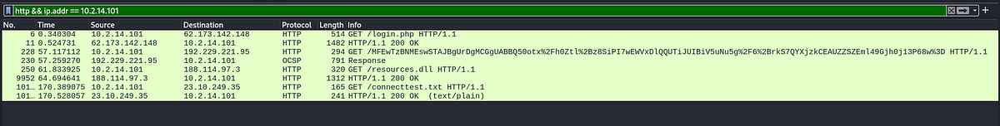 http && ip.addr == 10.2.14.101
No. Time Source Destination Protocol Length Info
6 0.340304 10.2.14.101 62.173.142.148 HTTP 514 GET /login.php HTTP/1.1
11 0.524731 62.173.142.148 10.2.14.101 HTTP 1482 HTTP/1.1 200 OK
228 57.117112 10.2.14.101 192.229.221.95 HTTP 294 GET /MFEwTzBNMEswSTAJBgUrDgMCGgUABBQ50otx%2Fh0Ztl%2Bz8SiPI7wEWVxDlQQUTiJUIBiV5uNu5g%2F6%2BrkS7QYXjzkCEAUZZSZEml49Gjh0j13P68w%3D HTTP/1.1
230 57.259270 192.229.221.95 10.2.14.101 OCSP 791 Response
250 61.833925 10.2.14.101 188.114.97.3 HTTP 320 GET /resources.dll HTTP/1.1
9952 64.694641 188.114.97.3 10.2.14.101 HTTP 1312 HTTP/1.1 200 OK
101… 170.389075 10.2.14.101 23.10.249.35 HTTP 165 GET /connecttest.txt HTTP/1.1
101… 170.528057 23.10.249.35 10.2.14.101 HTTP 241 HTTP/1.1 200 OK (text/plain)